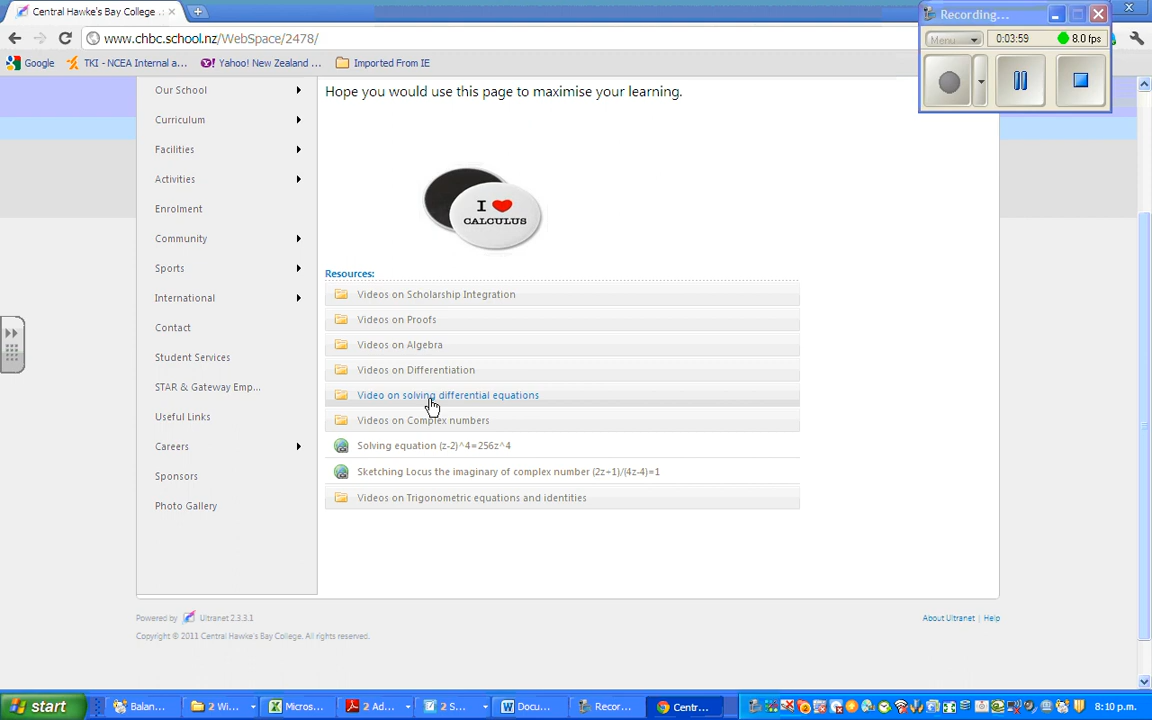 Central Hawke's Bay College .
Recording...
www.chbc.school.nz/WebSpace/2478/
Menu
0:03:59
8.0 fps
Google
TKI - NCEA Internal a...
Yahoo! New Zealand ...
Imported From IE
Our School
Hope you would use this page to maximise your learning.
Curriculum
Facilities
Activities
Enrolment
I
CALCULUS
Community
Sports
Resources:
International
Videos on Scholarship Integration
Contact
Videos on Proofs
Student Services
Videos on Algebra
STAR & Gateway Emp...
Videos on Differentiation
Useful Links
Video on solving differential equations
Careers
Videos on Complex numbers
Sponsors
Solving equation (z-2)^4=256z^4
Photo Gallery
Sketching Locus the imaginary of complex number (2z+1)/(4z-4)=1
Videos on Trigonometric equations and identities
Powered by Ultranet 2.3.3.1
About Ultranet | Help
Copyright © 2011 Central Hawke's Bay College. All rights reserved.
start
Balan...
2 Wi...
Micros...
2 Ad...
2 S...
Docu...
Recor...
Centr...
8:10 p.m.